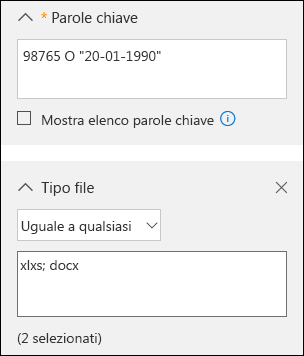 * Parole chiave
98765 O "20-01-1990"
Mostra elenco parole chiave
Tipo file
Uguale a qualsiasi
xlxs; docx
(2 selezionati)